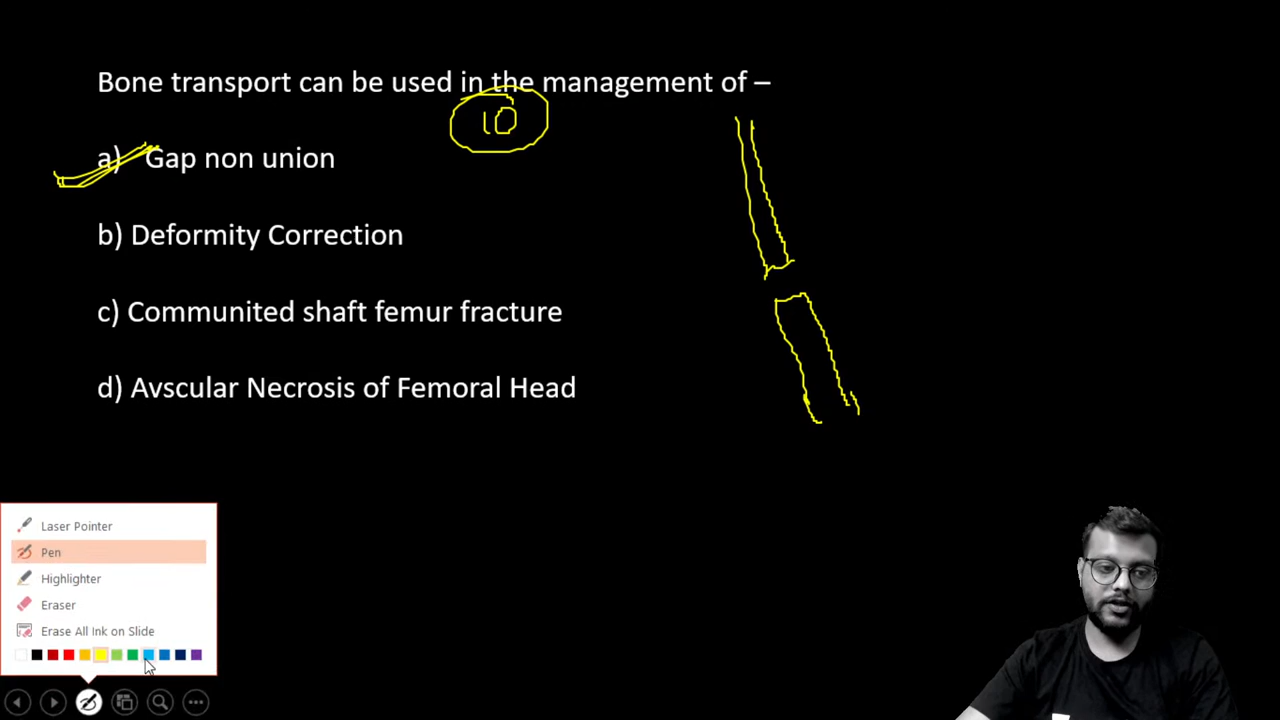 Bone transport can be used in the management of –
10
a) Gap non union
b) Deformity Correction
c) Communited shaft femur fracture
d) Avscular Necrosis of Femoral Head
Laser Pointer
Pen
Highlighter
Eraser
Erase All Ink on Slide